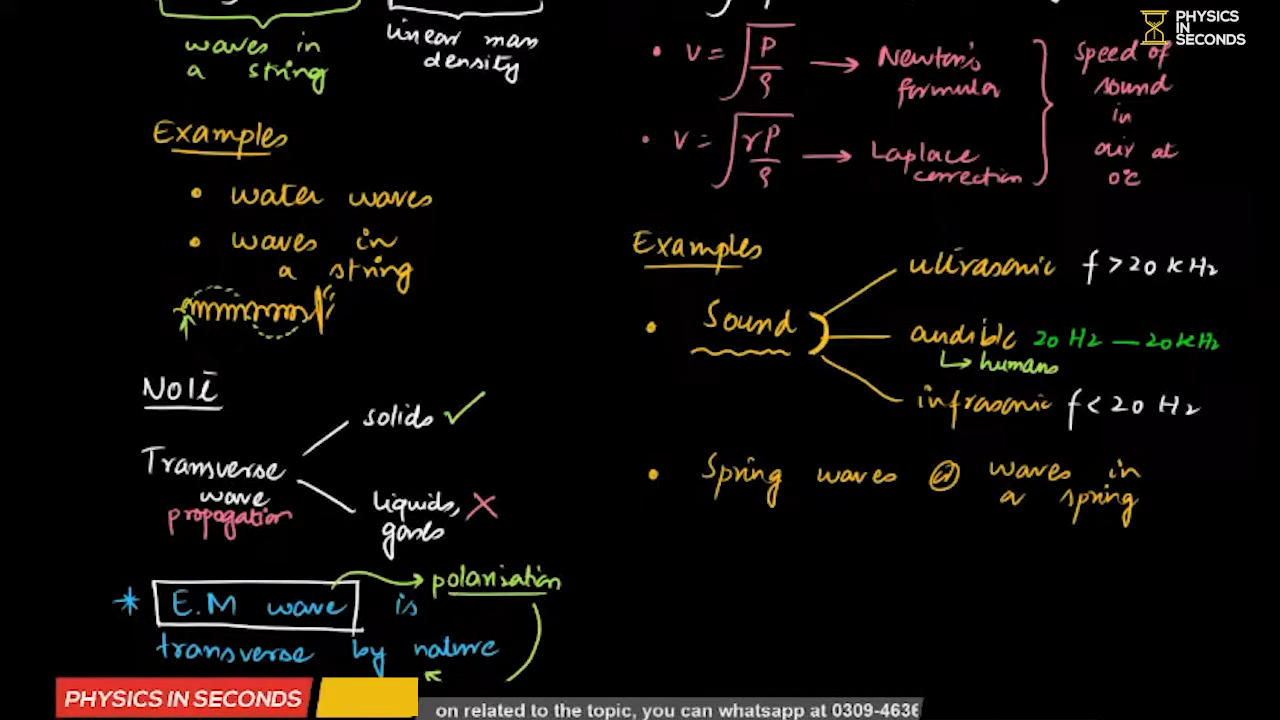 waves in
a string
linear mass
density
Examples
• water waves
• waves in
a string
Note
Transverse
wave
propagation
solids ✓
liquids, ✗
gases
* E.M wave is
transverse by nature
polarisation
• v = √P/ρ → Newton's
formula
• v = √γP/ρ → Laplace
correction
speed of
sound
in
air at
0°C
Examples
• Sound
ultrasonic f > 20 kHz
audible 20 Hz — 20 kHz
↳ humans
infrasonic f < 20 Hz
• Spring waves or waves in
a spring
PHYSICS
IN
SECONDS
PHYSICS IN SECONDS
on related to the topic, you can whatsapp at 0309-4636